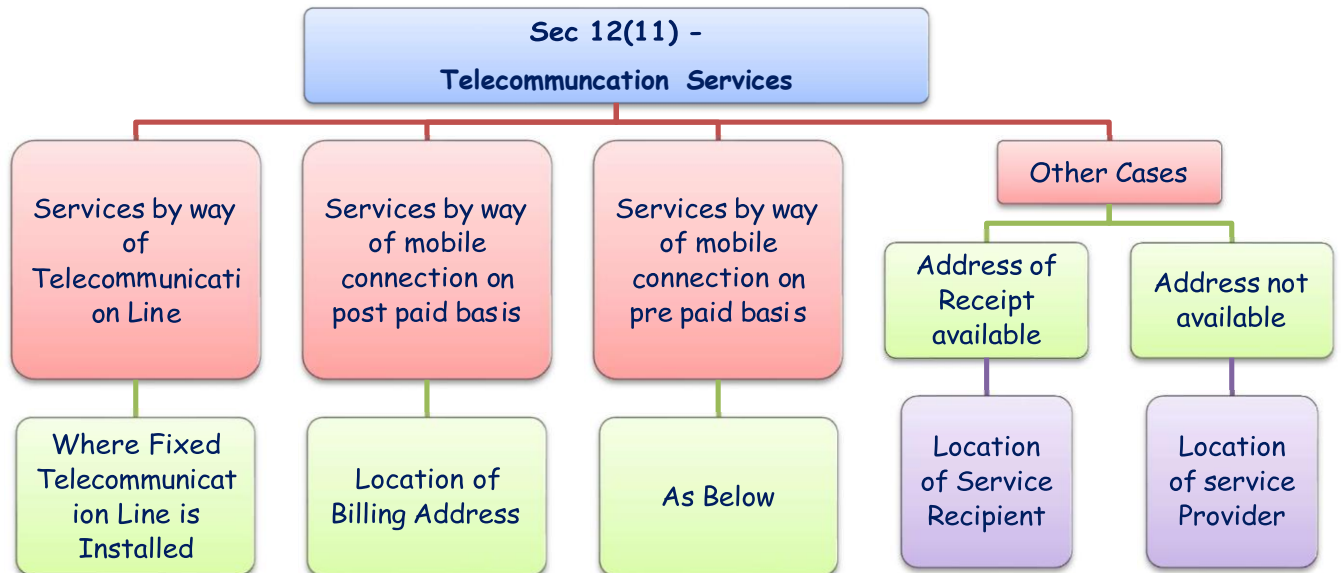 Sec 12(11) -
Telecommuncation Services
Services by way
of
Telecommunicati
on Line
Services by way
of mobile
connection on
post paid basis
Services by way
of mobile
connection on
pre paid basis
Other Cases
Address of
Receipt
available
Address not
available
Where Fixed
Telecommunicat
ion Line is
Installed
Location of
Billing Address
As Below
Location
of Service
Recipient
Location
of service
Provider